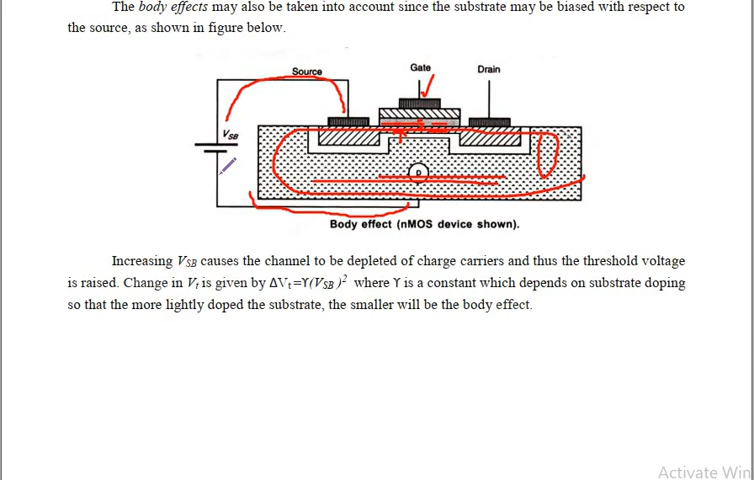 The body effects may also be taken into account since the substrate may be biased with respect to
the source, as shown in figure below.
Source
Gate
Drain
VSB
p
Body effect (nMOS device shown).
Increasing VSB causes the channel to be depleted of charge carriers and thus the threshold voltage
is raised. Change in Vt is given by ΔVt=ϒ(VSB )² where ϒ is a constant which depends on substrate doping
so that the more lightly doped the substrate, the smaller will be the body effect.
Activate Win